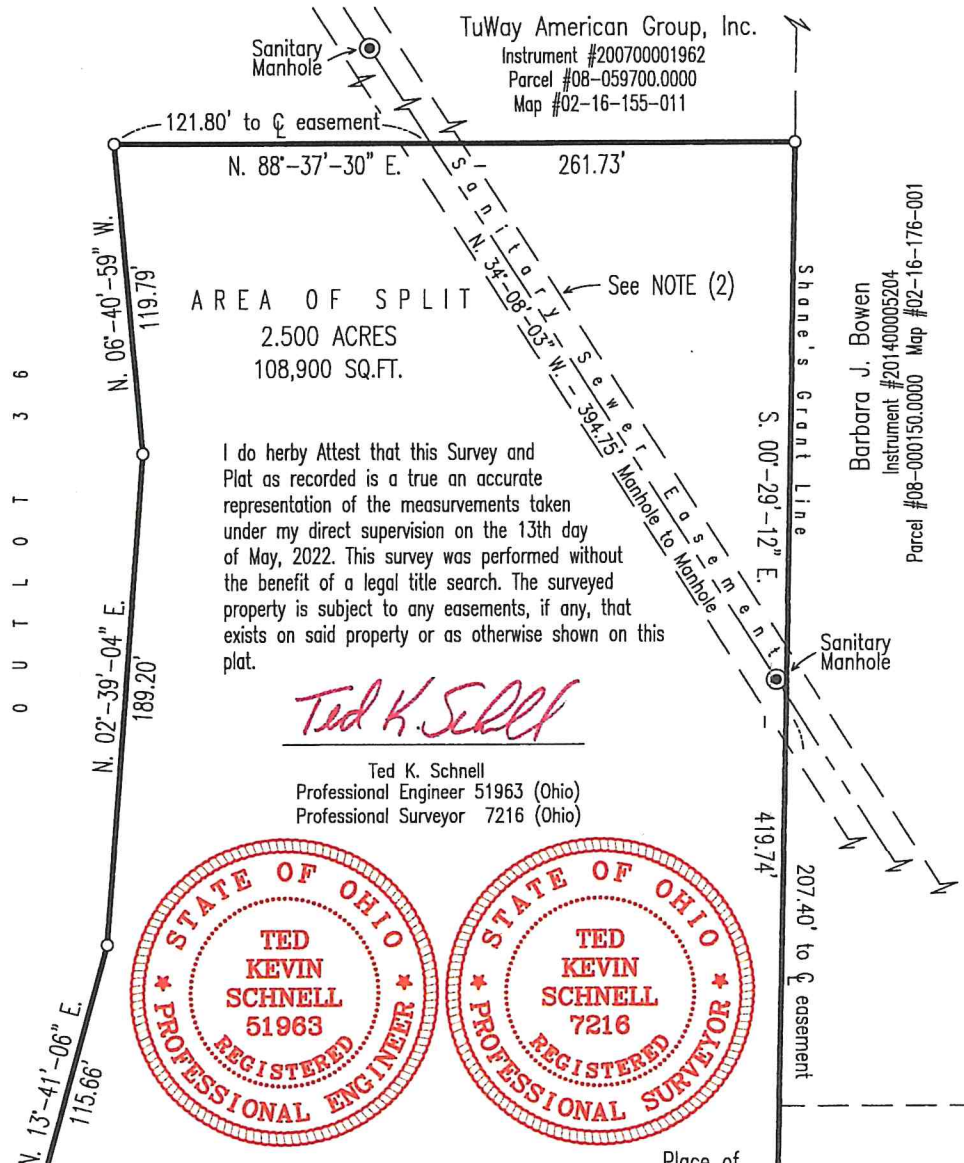 TuWay American Group, Inc.
Instrument #200700001962
Parcel #08-059700.0000
Map #02-16-155-011
Sanitary
Manhole
121.80' to ℄ easement
N. 88°-37'-30" E.
261.73'
N. 06°-40'-59" W.
119.79'
AREA OF SPLIT
2.500 ACRES
108,900 SQ.FT.
Sanitary Sewer Easement
N. 34°-08'-03" W. - 394.75' Manhole to Manhole
See NOTE (2)
Shane's Grant Line
S. 00°-29'-12" E.
419.74'
Barbara J. Bowen
Instrument #201400005204
Parcel #08-000150.0000 Map #02-16-176-001
OUTLOT 36
I do herby Attest that this Survey and
Plat as recorded is a true an accurate
representation of the measurvements taken
under my direct supervision on the 13th day
of May, 2022. This survey was performed without
the benefit of a legal title search. The surveyed
property is subject to any easements, if any, that
exists on said property or as otherwise shown on this
plat.
Sanitary
Manhole
N. 02°-39'-04" E.
189.20'
Ted K. Schnell
Ted K. Schnell
Professional Engineer 51963 (Ohio)
Professional Surveyor 7216 (Ohio)
207.40' to ℄ easement
STATE OF OHIO
TED
KEVIN
SCHNELL
51963
REGISTERED
PROFESSIONAL ENGINEER
STATE OF OHIO
TED
KEVIN
SCHNELL
7216
REGISTERED
PROFESSIONAL SURVEYOR
N. 13°-41'-06" E.
115.66'
Place of